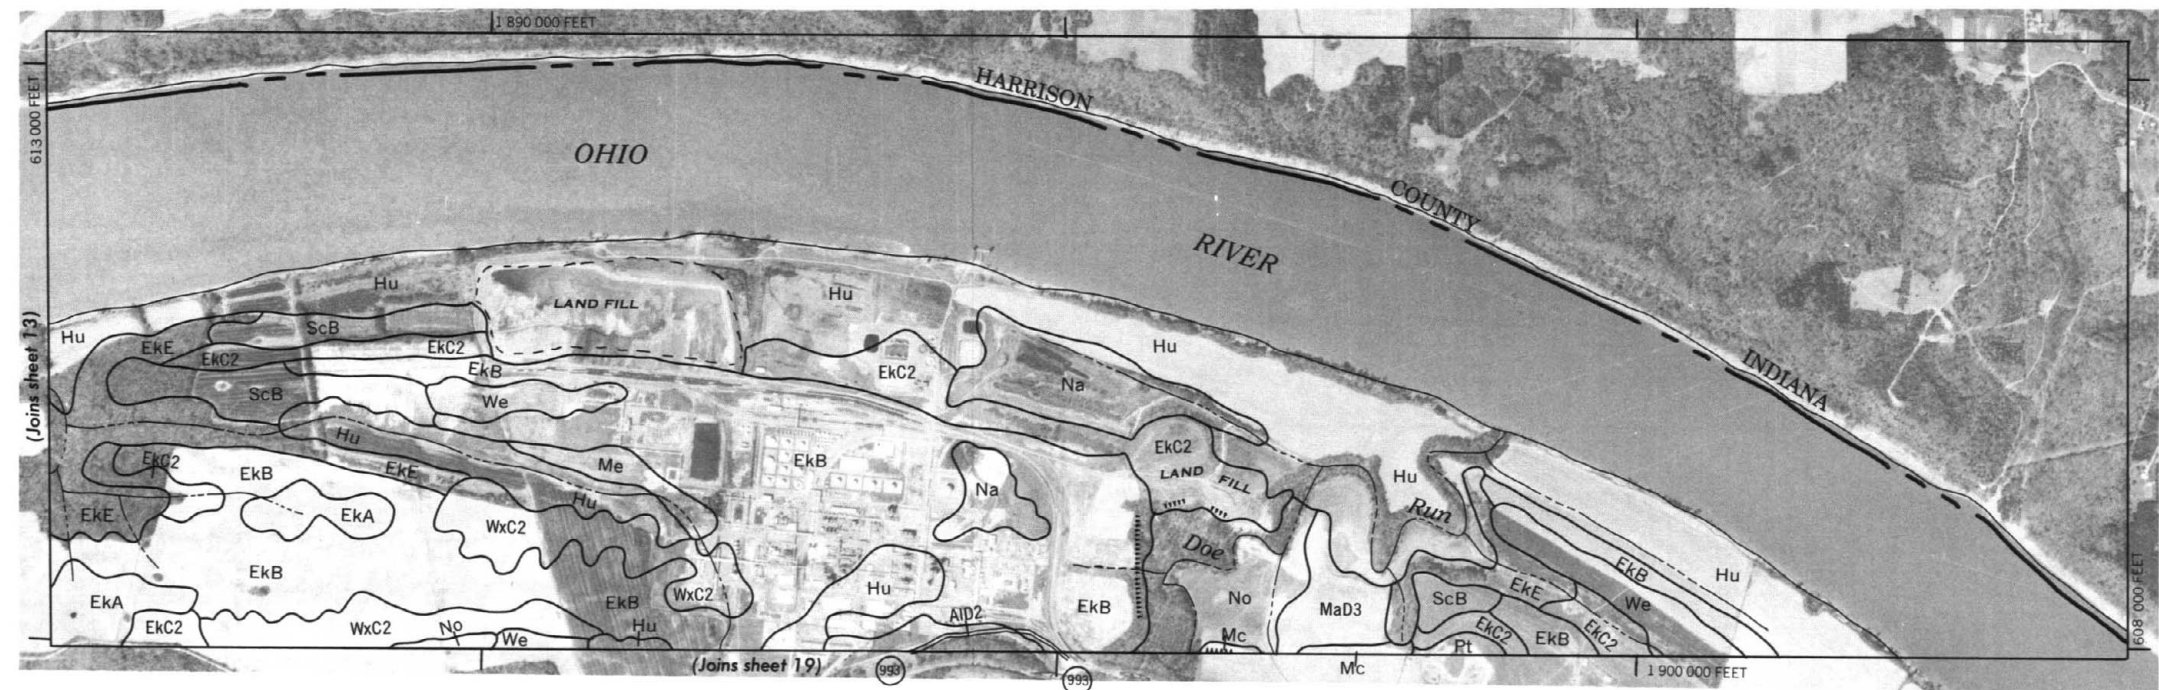 1 890 000 FEET
613 000 FEET
HARRISON
OHIO
COUNTY
RIVER
INDIANA
Hu
LAND FILL
Hu
(Joins sheet 13)
Hu
EkE
ScB
EkC2
EkC2
EkB
EkC2
Hu
Na
ScB
We
Hu
EkC2
EkB
EkE
Me
EkB
EkC2
LAND FILL
Na
Hu
Run
EkE
EkA
WxC2
Hu
Doe
EkB
EkB
Hu
EkA
EkB
WxC2
Hu
EkB
No
MaD3
ScB
EkE
We
EkC2
WxC2
No
We
Hu
AID2
Mc
EkC2
EkB
EkC2
Pt
608 000 FEET
(Joins sheet 19)
993
993
Mc
1 900 000 FEET